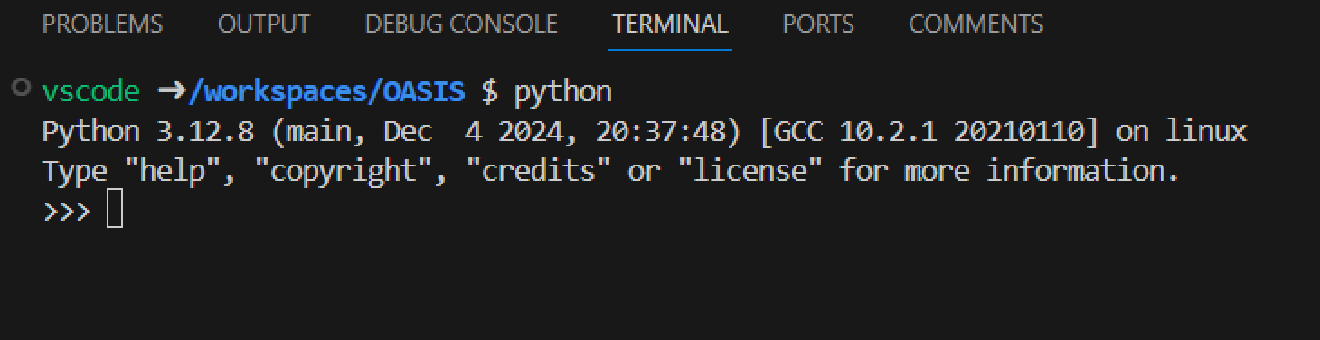 PROBLEMS OUTPUT DEBUG CONSOLE TERMINAL PORTS COMMENTS
vscode ➜/workspaces/OASIS $ python
Python 3.12.8 (main, Dec  4 2024, 20:37:48) [GCC 10.2.1 20210110] on linux
Type "help", "copyright", "credits" or "license" for more information.
>>>